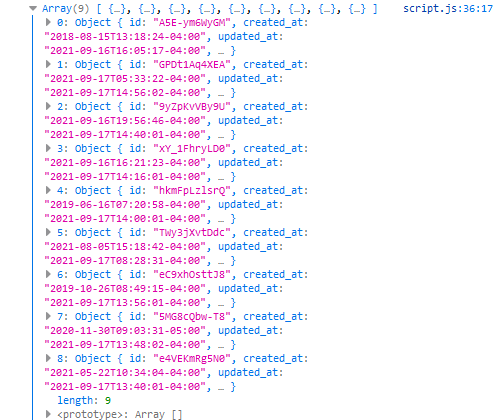 Array(9) [ {…}, {…}, {…}, {…}, {…}, {…}, {…}, {…}, {…} ] script.js:36:17
0: Object { id: "A5E-ym6WyGM", created_at:
"2018-08-15T13:18:24-04:00", updated_at:
"2021-09-16T16:05:17-04:00", … }
1: Object { id: "GPDt1Aq4XEA", created_at:
"2021-09-17T05:33:22-04:00", updated_at:
"2021-09-17T14:56:02-04:00", … }
2: Object { id: "9yZpKvVBy9U", created_at:
"2021-09-16T19:56:46-04:00", updated_at:
"2021-09-17T14:40:01-04:00", … }
3: Object { id: "xY_1FhryLD0", created_at:
"2021-09-16T16:21:23-04:00", updated_at:
"2021-09-17T14:16:01-04:00", … }
4: Object { id: "hkmFpLzlsrQ", created_at:
"2019-06-16T07:20:58-04:00", updated_at:
"2021-09-17T14:00:01-04:00", … }
5: Object { id: "TWy3jXvtDdc", created_at:
"2021-08-05T15:18:42-04:00", updated_at:
"2021-09-17T08:28:31-04:00", … }
6: Object { id: "eC9xhOsttJ8", created_at:
"2019-10-26T08:49:15-04:00", updated_at:
"2021-09-17T13:56:01-04:00", … }
7: Object { id: "5MG8cQbw-T8", created_at:
"2020-11-30T09:03:31-05:00", updated_at:
"2021-09-17T13:48:02-04:00", … }
8: Object { id: "e4VEKmRg5N0", created_at:
"2021-05-22T10:34:04-04:00", updated_at:
"2021-09-17T13:40:01-04:00", … }
length: 9
<prototype>: Array []